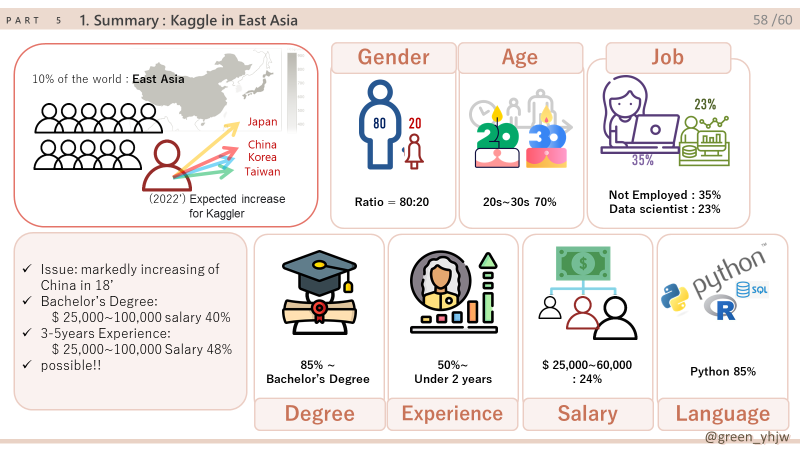 PART 5
1. Summary : Kaggle in East Asia
58 /60
10% of the world : East Asia
Japan
China
Korea
Taiwan
(2022') Expected increase
for Kaggler
Gender
80
20
Ratio = 80:20
Age
20
30
20s~30s 70%
Job
23%
35%
Not Employed : 35%
Data scientist : 23%
✓ Issue: markedly increasing of
China in 18'
✓ Bachelor's Degree:
$ 25,000~100,000 salary 40%
✓ 3-5years Experience:
$ 25,000~100,000 Salary 48%
✓ possible!!
85% ~
Bachelor's Degree
Degree
50%~
Under 2 years
Experience
$
$ 25,000~60,000
: 24%
Salary
python™
SQL
R
Python 85%
Language
@green_yhjw